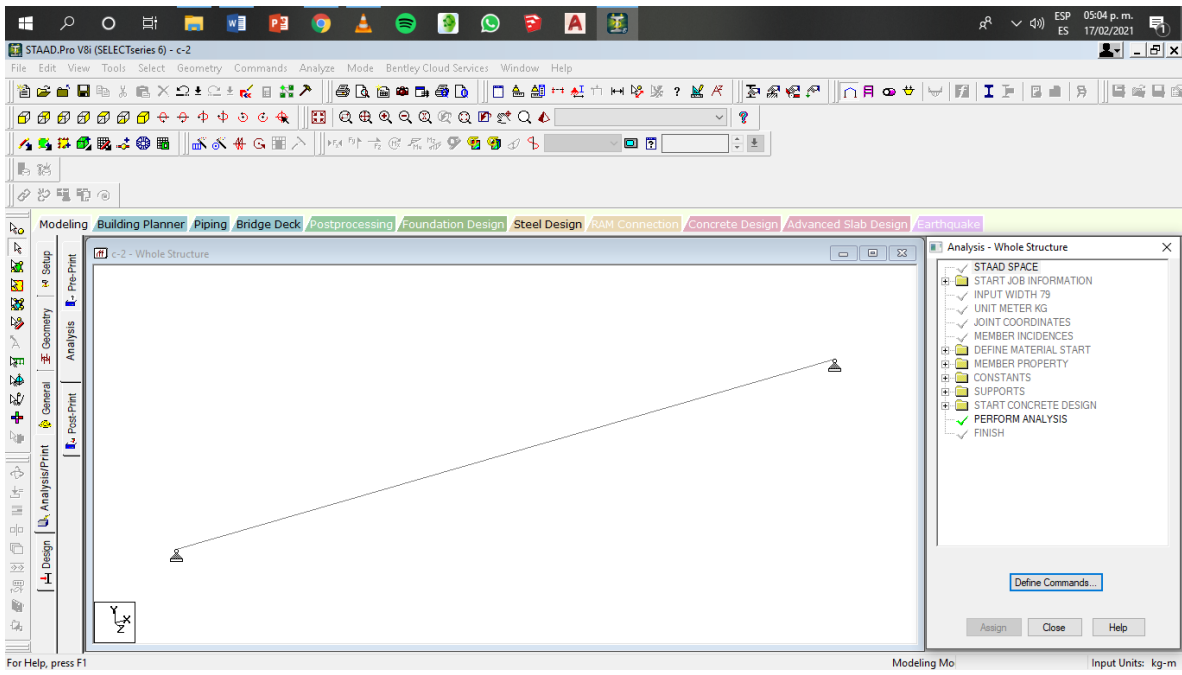 ESP 05:04 p. m.
ES 17/02/2021
STAAD.Pro V8i (SELECTseries 6) - c-2
File Edit View Tools Select Geometry Commands Analyze Mode Bentley Cloud Services Window Help
Modeling Building Planner Piping Bridge Deck Postprocessing Foundation Design Steel Design RAM Connection Concrete Design Advanced Slab Design Earthquake
Setup
Geometry
General
Analysis/Print
Design
Pre-Print
Analysis
Post-Print
c-2 - Whole Structure
Y
X
Z
Analysis - Whole Structure
STAAD SPACE
START JOB INFORMATION
INPUT WIDTH 79
UNIT METER KG
JOINT COORDINATES
MEMBER INCIDENCES
DEFINE MATERIAL START
MEMBER PROPERTY
CONSTANTS
SUPPORTS
START CONCRETE DESIGN
PERFORM ANALYSIS
FINISH
Define Commands...
Assign Close Help
For Help, press F1
Modeling Mo
Input Units: kg-m